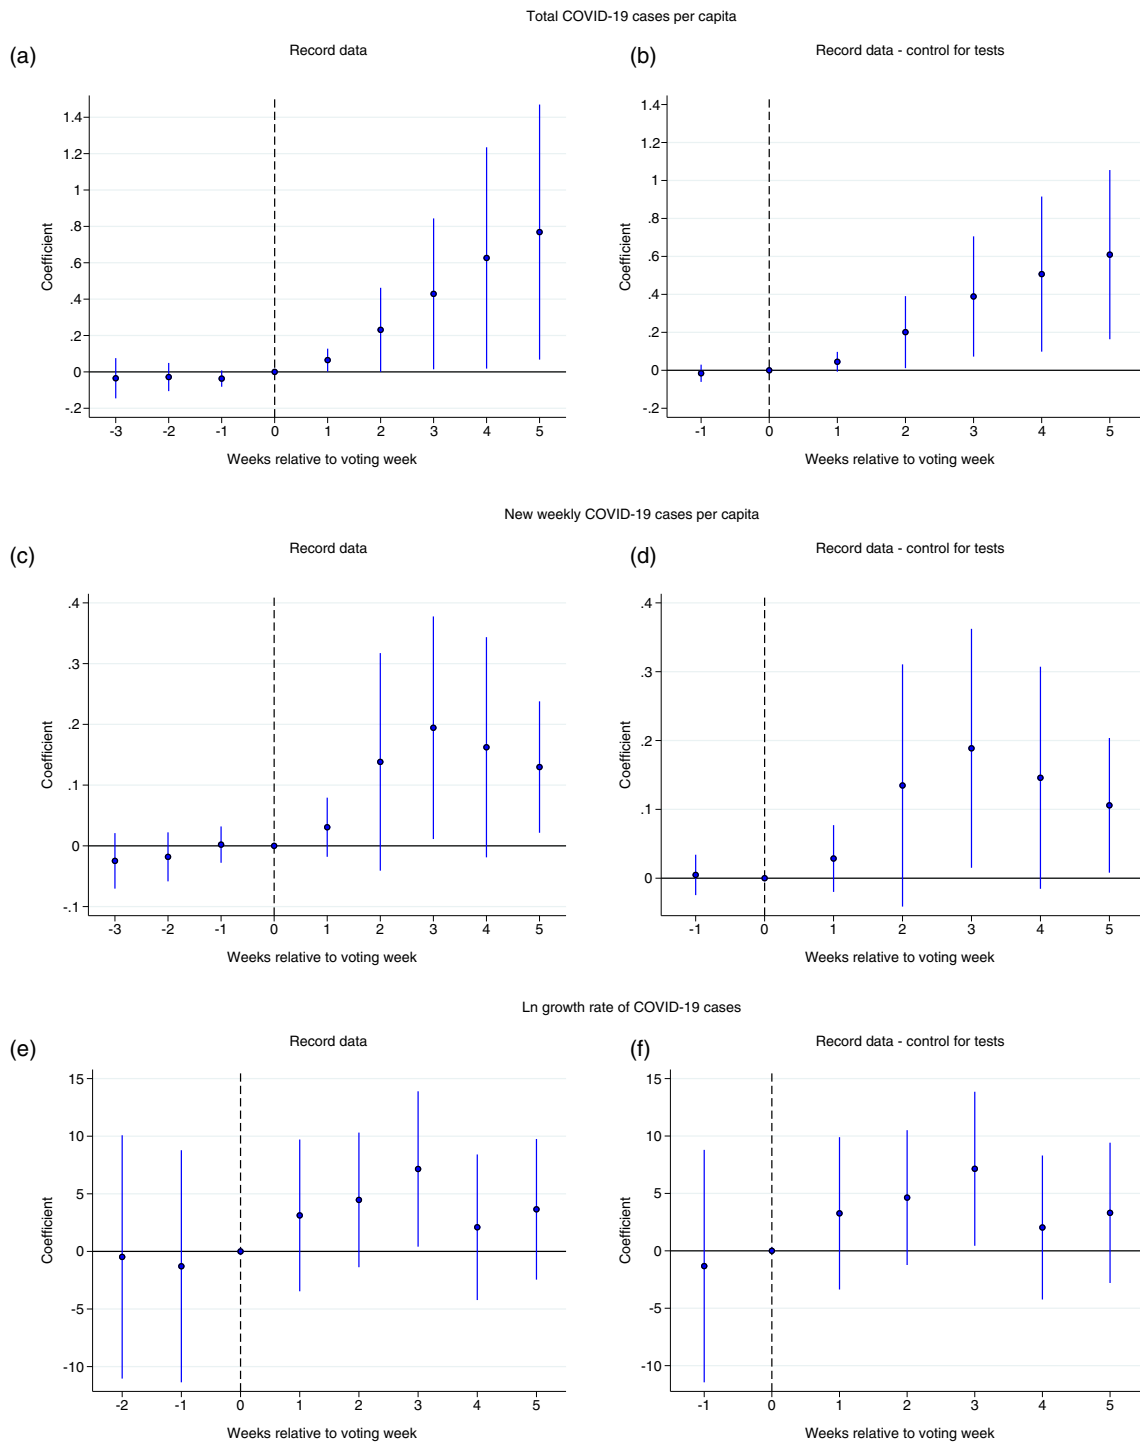 Total COVID-19 cases per capita
(a)
Record data
1.4
1.2
1
.8
.6
.4
.2
0
-.2
Coefficient
-3 -2 -1 0 1 2 3 4 5
Weeks relative to voting week
(b)
Record data - control for tests
1.4
1.2
1
.8
.6
.4
.2
0
-.2
Coefficient
-1 0 1 2 3 4 5
Weeks relative to voting week
New weekly COVID-19 cases per capita
(c)
Record data
.4
.3
.2
.1
0
-.1
Coefficient
-3 -2 -1 0 1 2 3 4 5
Weeks relative to voting week
(d)
Record data - control for tests
.4
.3
.2
.1
0
Coefficient
-1 0 1 2 3 4 5
Weeks relative to voting week
Ln growth rate of COVID-19 cases
(e)
Record data
15
10
5
0
-5
-10
Coefficient
-2 -1 0 1 2 3 4 5
Weeks relative to voting week
(f)
Record data - control for tests
15
10
5
0
-5
-10
Coefficient
-1 0 1 2 3 4 5
Weeks relative to voting week